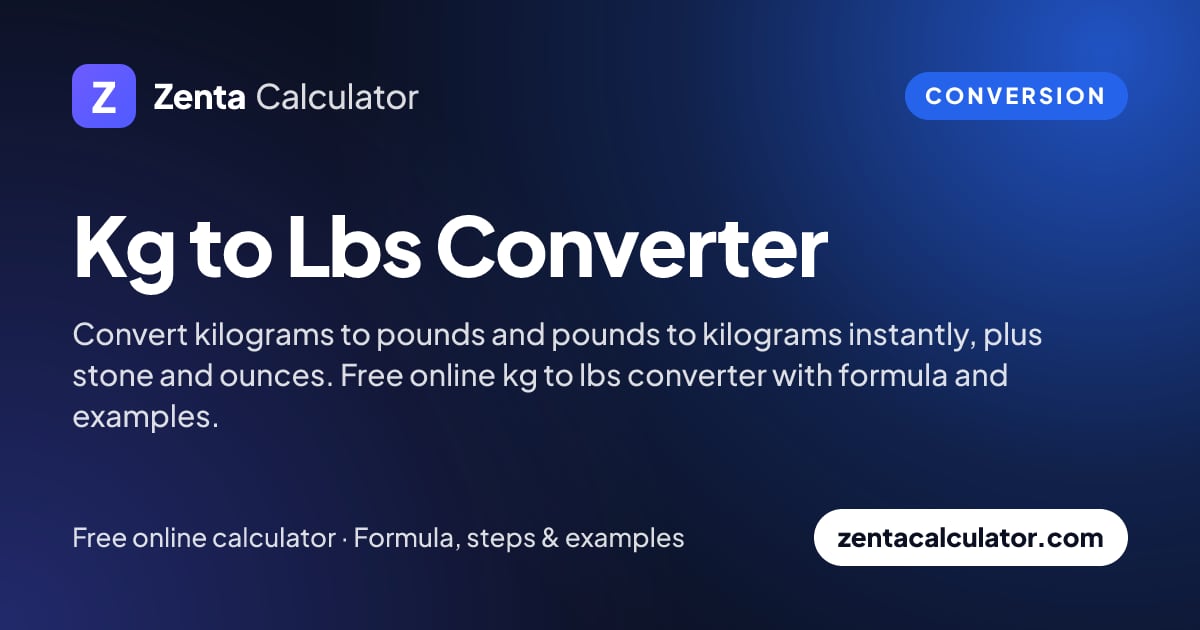 Z Zenta Calculator
CONVERSION
Kg to Lbs Converter
Convert kilograms to pounds and pounds to kilograms instantly, plus
stone and ounces. Free online kg to lbs converter with formula and
examples.
Free online calculator · Formula, steps & examples
zentacalculator.com